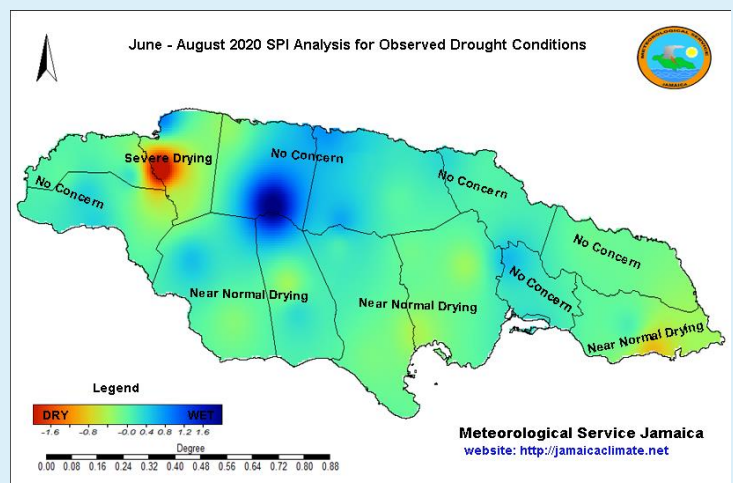 June - August 2020 SPI Analysis for Observed Drought Conditions
METEOROLOGICAL SERVICE
JAMAICA
Severe Drying
No Concern
No Concern
No Concern
No Concern
No Concern
Near Normal Drying
Near Normal Drying
Near Normal Drying
Legend
DRY WET
-1.6 -0.8 -0.0 0.4 0.8 1.2 1.6
Degree
0.00 0.08 0.16 0.24 0.32 0.40 0.48 0.56 0.64 0.72 0.80 0.88
Meteorological Service Jamaica
website: http://jamaicaclimate.net